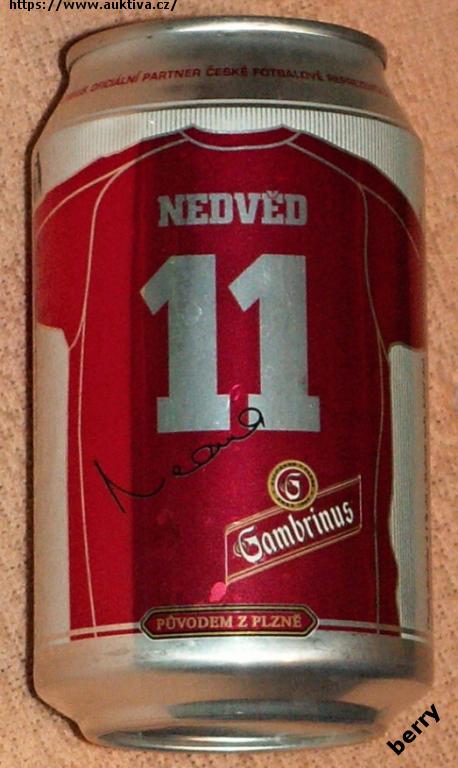 https://www.auktiva.cz/
OFICIÁLNÍ PARTNER ČESKÉ FOTBALOVÉ
NEDVĚD
11
G
Gambrinus
PŮVODEM Z PLZNĚ
berry